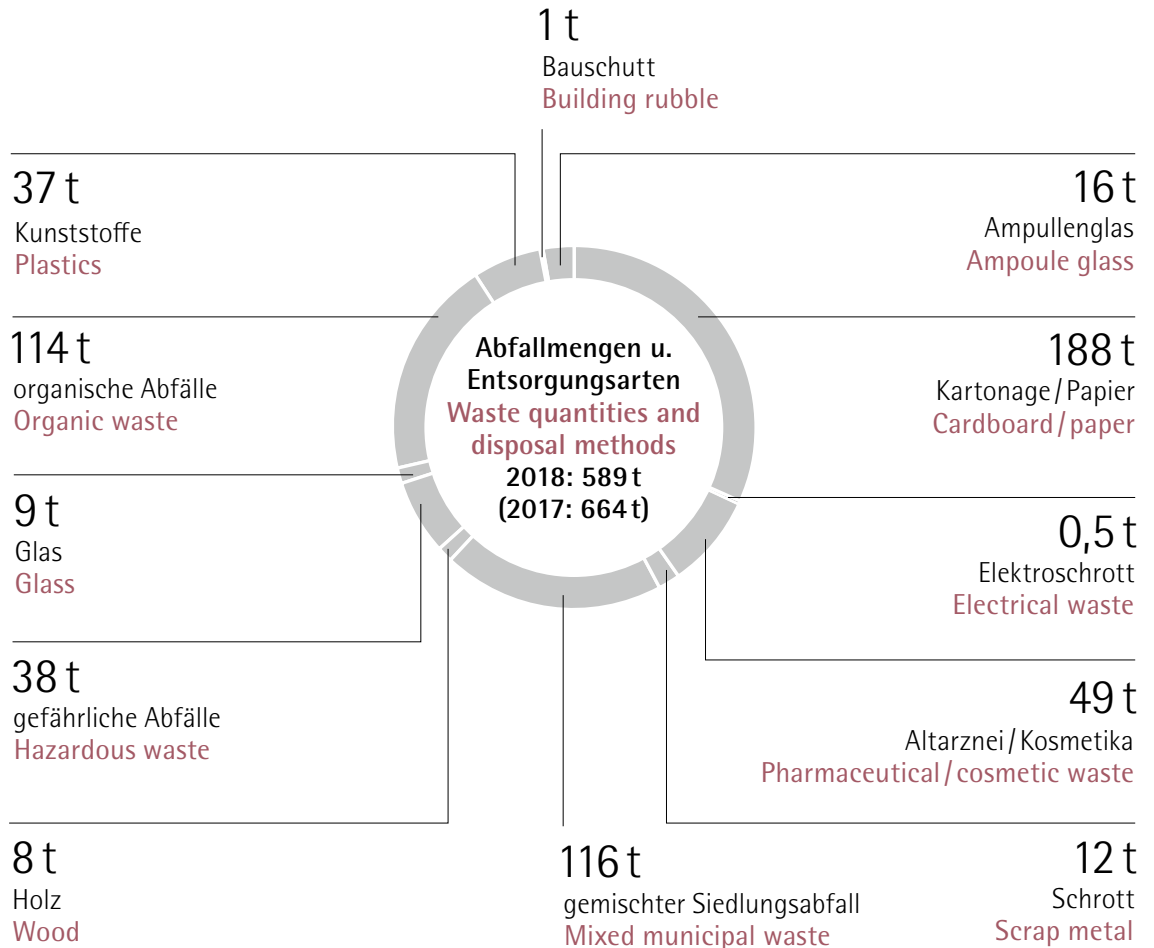 1 t
Bauschutt
Building rubble
37 t
Kunststoffe
Plastics
16 t
Ampullenglas
Ampoule glass
114 t
organische Abfälle
Organic waste
Abfallmengen u.
Entsorgungsarten
Waste quantities and
disposal methods
2018: 589 t
(2017: 664 t)
188 t
Kartonage/Papier
Cardboard/paper
9 t
Glas
Glass
0,5 t
Elektroschrott
Electrical waste
38 t
gefährliche Abfälle
Hazardous waste
49 t
Altarznei/Kosmetika
Pharmaceutical/cosmetic waste
8 t
Holz
Wood
116 t
gemischter Siedlungsabfall
Mixed municipal waste
12 t
Schrott
Scrap metal